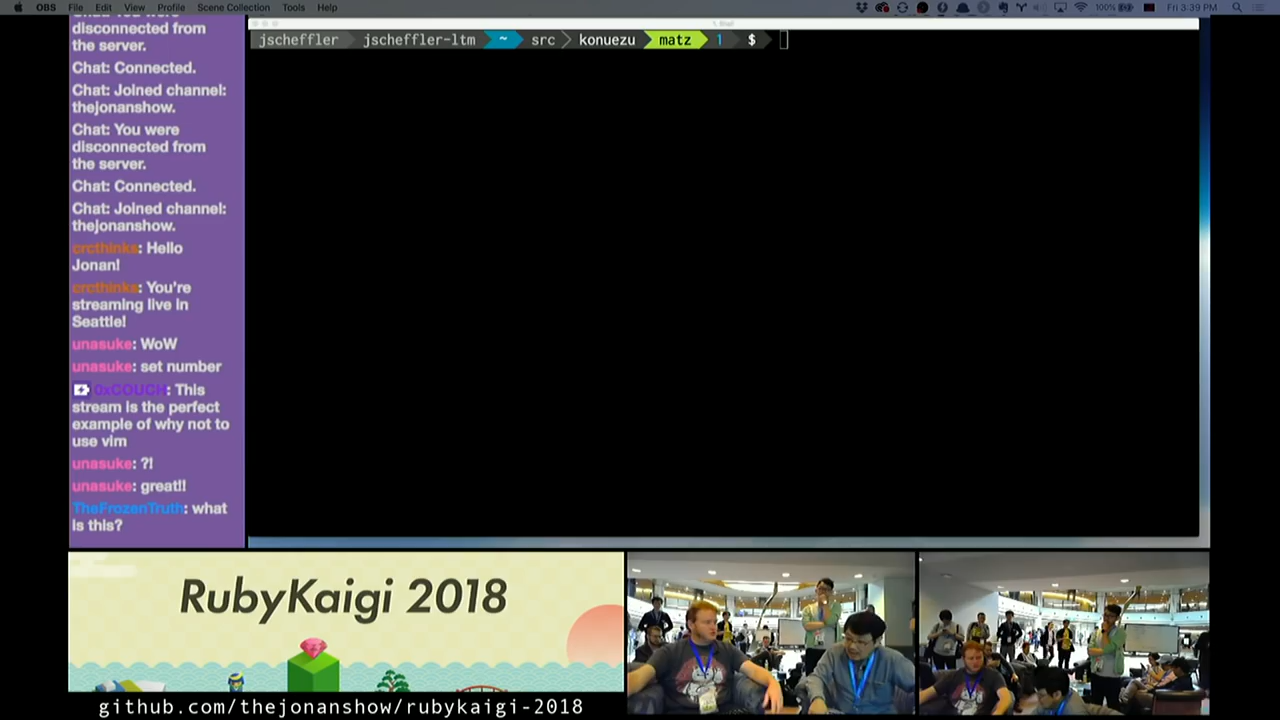 OBS File Edit View Profile Scene Collection Tools Help 100% Fri 3:39 PM
disconnected from
the server.
Chat: Connected.
Chat: Joined channel:
thejonanshow.
Chat: You were
disconnected from
the server.
Chat: Connected.
Chat: Joined channel:
thejonanshow.
crcthinks: Hello
Jonan!
crcthinks: You're
streaming live in
Seattle!
unasuke: WoW
unasuke: set number
0xCOUGH: This
stream is the perfect
example of why not to
use vim
unasuke: ?!
unasuke: great!!
TheFrozenTruth: what
is this?
jscheffler jscheffler-ltm ~ src konuezu matz 1 $
RubyKaigi 2018
github.com/thejonanshow/rubykaigi-2018